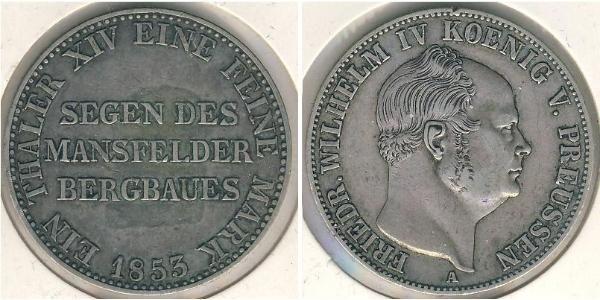 EIN THALER XIV EINE FEINE MARK
SEGEN DES
MANSFELDER
BERGBAUES
1853
FRIEDR. WILHELM IV KOENIG V. PREUSSEN
A